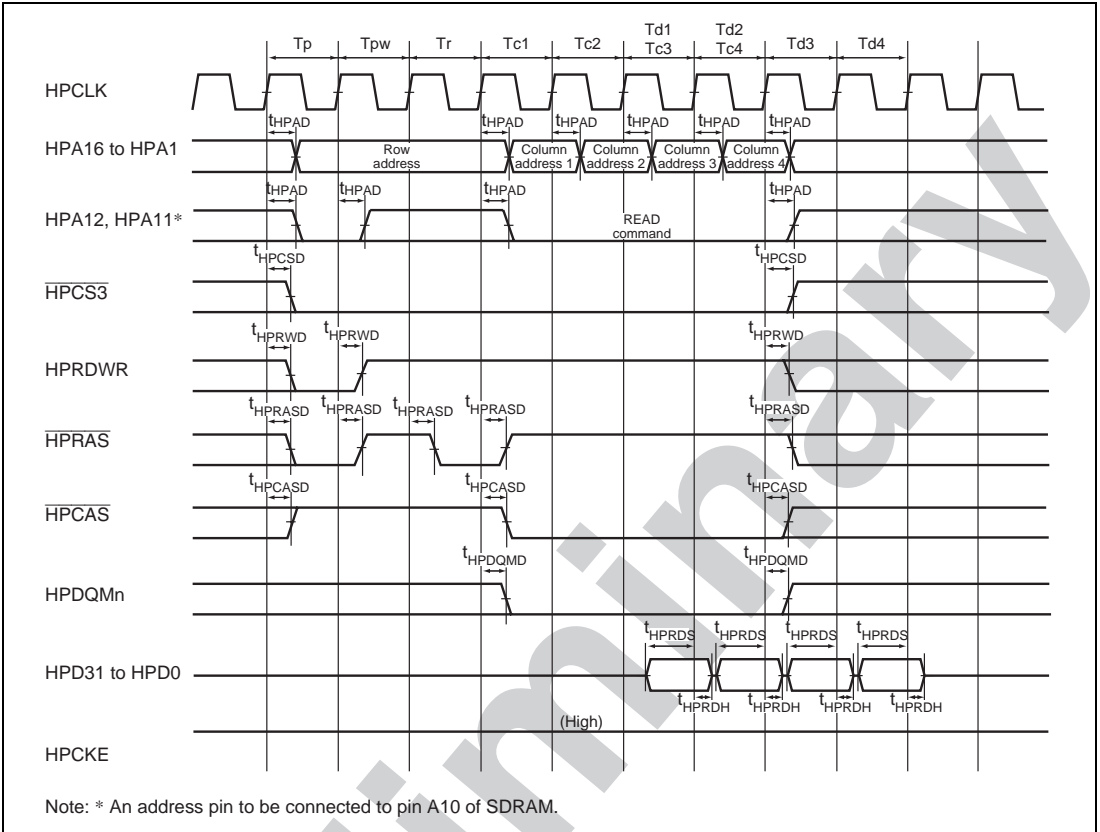 Td1 Td2
Tp Tpw Tr Tc1 Tc2 Tc3 Tc4 Td3 Td4
HPCLK
tHPAD tHPAD tHPAD tHPAD tHPAD tHPAD
HPA16 to HPA1
Row address
Column address 1
Column address 2
Column address 3
Column address 4
tHPAD tHPAD tHPAD tHPAD
HPA12, HPA11*
READ command
tHPCSD tHPCSD
HPCS3
tHPRWD tHPRWD tHPRWD
HPRDWR
tHPRASD tHPRASD tHPRASD tHPRASD tHPRASD
HPRAS
tHPCASD tHPCASD tHPCASD
HPCAS
tHPDQMD tHPDQMD
HPDQMn
tHPRDS tHPRDS tHPRDS tHPRDS
HPD31 to HPD0
tHPRDH tHPRDH tHPRDH tHPRDH
(High)
HPCKE
Note: * An address pin to be connected to pin A10 of SDRAM.